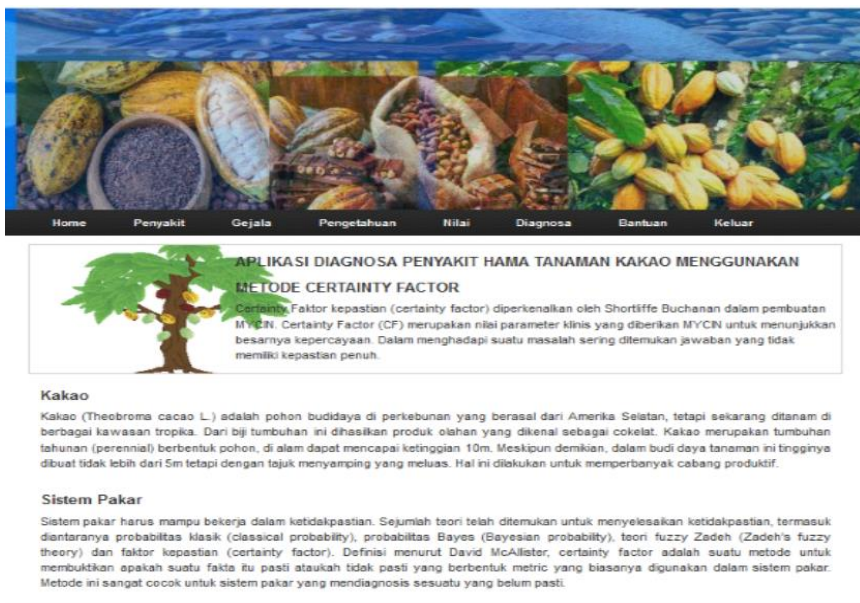 Home Penyakit Gejala Pengetahuan Nilai Diagnosa Bantuan Keluar
APLIKASI DIAGNOSA PENYAKIT HAMA TANAMAN KAKAO MENGGUNAKAN
METODE CERTAINTY FACTOR
Certainty Faktor kepastian (certainty factor) diperkenalkan oleh Shortliffe Buchanan dalam pembuatan
MYCIN. Certainty Factor (CF) merupakan nilai parameter klinis yang diberikan MYCIN untuk menunjukkan
besarnya kepercayaan. Dalam menghadapi suatu masalah sering ditemukan jawaban yang tidak
memiliki kepastian penuh.
Kakao
Kakao (Theobroma cacao L.) adalah pohon budidaya di perkebunan yang berasal dari Amerika Selatan, tetapi sekarang ditanam di
berbagai kawasan tropika. Dari biji tumbuhan ini dihasilkan produk olahan yang dikenal sebagai cokelat. Kakao merupakan tumbuhan
tahunan (perennial) berbentuk pohon, di alam dapat mencapai ketinggian 10m. Meskipun demikian, dalam budi daya tanaman ini tingginya
dibuat tidak lebih dari 5m tetapi dengan tajuk menyamping yang meluas. Hal ini dilakukan untuk memperbanyak cabang produktif.
Sistem Pakar
Sistem pakar harus mampu bekerja dalam ketidakpastian. Sejumlah teori telah ditemukan untuk menyelesaikan ketidakpastian, termasuk
diantaranya probabilitas klasik (classical probability), probabilitas Bayes (Bayesian probability), teori fuzzy Zadeh (Zadeh's fuzzy
theory) dan faktor kepastian (certainty factor). Definisi menurut David McAllister, certainty factor adalah suatu metode untuk
membuktikan apakah suatu fakta itu pasti ataukah tidak pasti yang berbentuk metric yang biasanya digunakan dalam sistem pakar.
Metode ini sangat cocok untuk sistem pakar yang mendiagnosis sesuatu yang belum pasti.